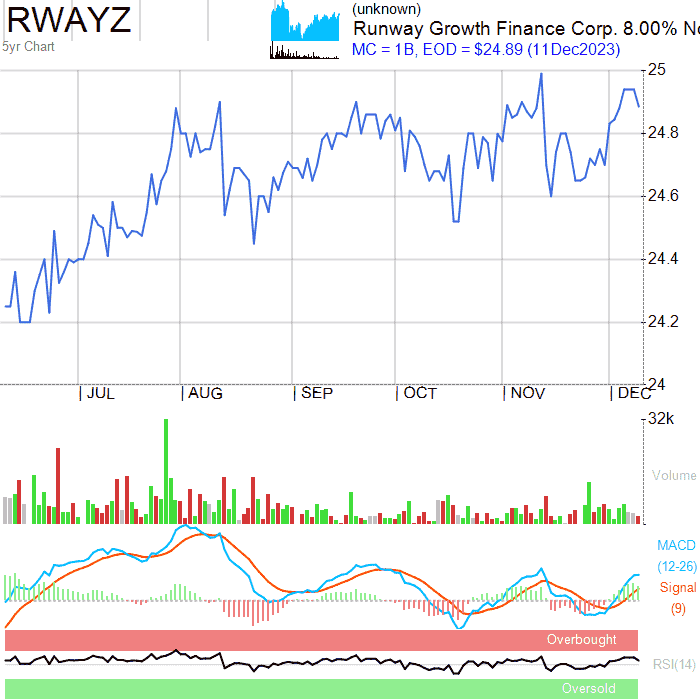 RWAYZ
5yr Chart
(unknown)
Runway Growth Finance Corp. 8.00% No
MC = 1B, EOD = $24.89 (11Dec2023)
25
24.8
24.6
24.4
24.2
24
JUL
AUG
SEP
OCT
NOV
DEC
32k
Volume
MACD
(12-26)
Signal
(9)
Overbought
RSI(14)
Oversold